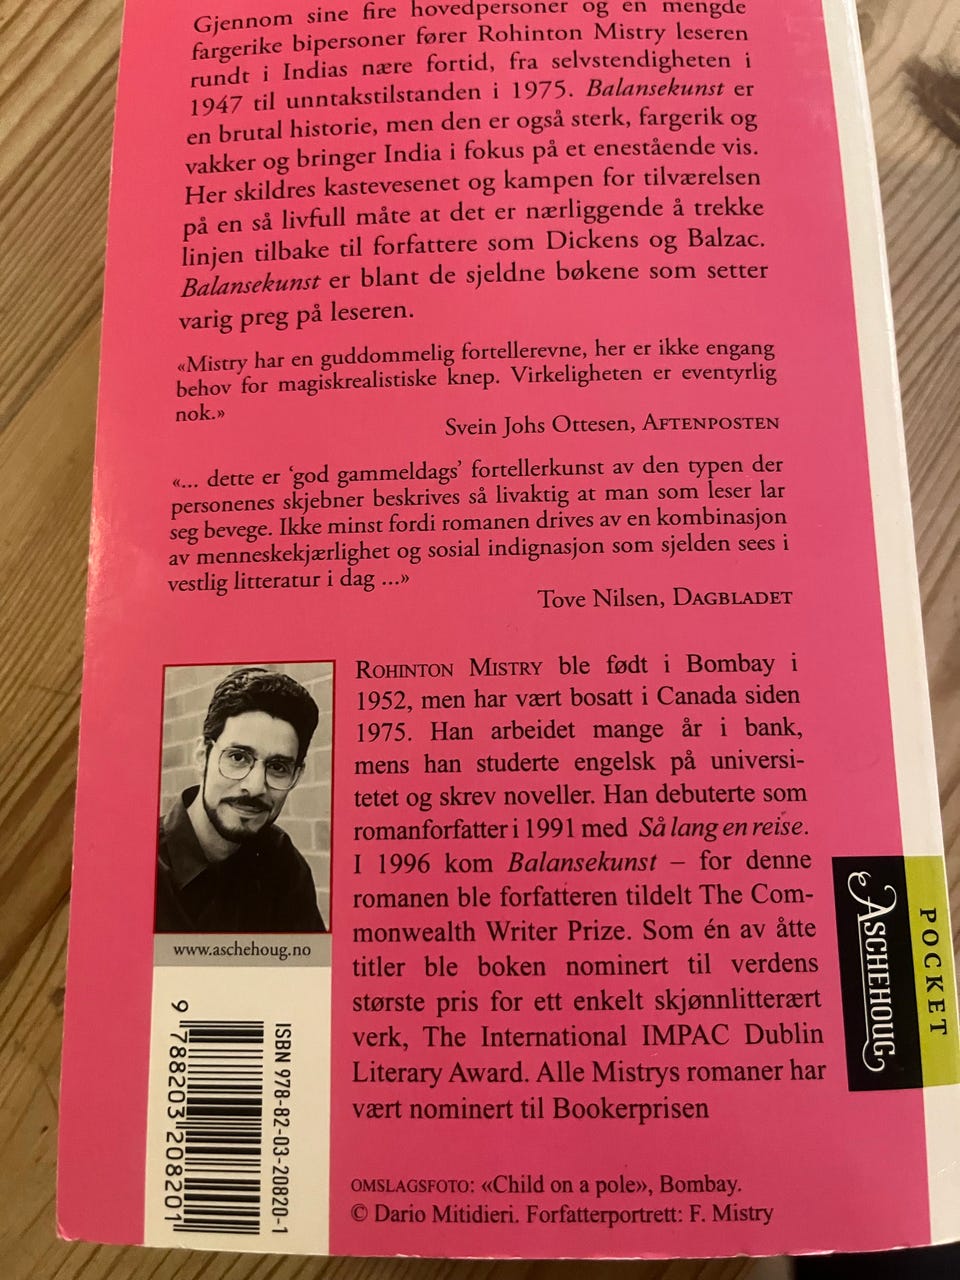 Gjennom sine fire hovedpersoner og en mengde
fargerike bipersoner fører Rohinton Mistry leseren
rundt i Indias nære fortid, fra selvstendigheten i
1947 til unntakstilstanden i 1975. Balansekunst er
en brutal historie, men den er også sterk, fargerik og
vakker og bringer India i fokus på et enestående vis.
Her skildres kastevesenet og kampen for tilværelsen
på en så livfull måte at det er nærliggende å trekke
linjen tilbake til forfattere som Dickens og Balzac.
Balansekunst er blant de sjeldne bøkene som setter
varig preg på leseren.
«Mistry har en guddommelig fortellerevne, her er ikke engang
behov for magiskrealistiske knep. Virkeligheten er eventyrlig
nok.»
Svein Johs Ottesen, AFTENPOSTEN
«... dette er ‘god gammeldags’ fortellerkunst av den typen der
personenes skjebner beskrives så livaktig at man som leser lar
seg bevege. Ikke minst fordi romanen drives av en kombinasjon
av menneskekjærlighet og sosial indignasjon som sjelden sees i
vestlig litteratur i dag ...»
Tove Nilsen, DAGBLADET
ROHINTON MISTRY ble født i Bombay i
1952, men har vært bosatt i Canada siden
1975. Han arbeidet mange år i bank,
mens han studerte engelsk på universi-
tetet og skrev noveller. Han debuterte som
romanforfatter i 1991 med Så lang en reise.
I 1996 kom Balansekunst – for denne
romanen ble forfatteren tildelt The Com-
monwealth Writer Prize. Som én av åtte
titler ble boken nominert til verdens
største pris for ett enkelt skjønnlitterært
verk, The International IMPAC Dublin
Literary Award. Alle Mistrys romaner har
vært nominert til Bookerprisen
OMSLAGSFOTO: «Child on a pole», Bombay.
© Dario Mitidieri. Forfatterportrett: F. Mistry
www.aschehoug.no
ISBN 978-82-03-20820-1
9 788203 208201
ASCHEHOUG
POCKET